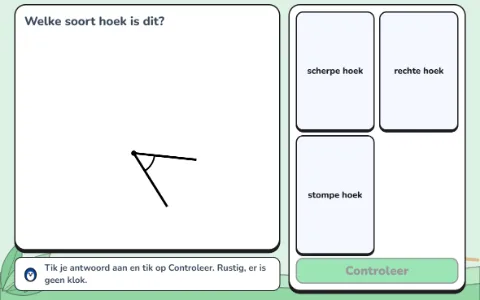 Welke soort hoek is dit?
scherpe hoek
rechte hoek
stompe hoek
Tik je antwoord aan en tik op Controleer. Rustig, er is
geen klok.
Controleer